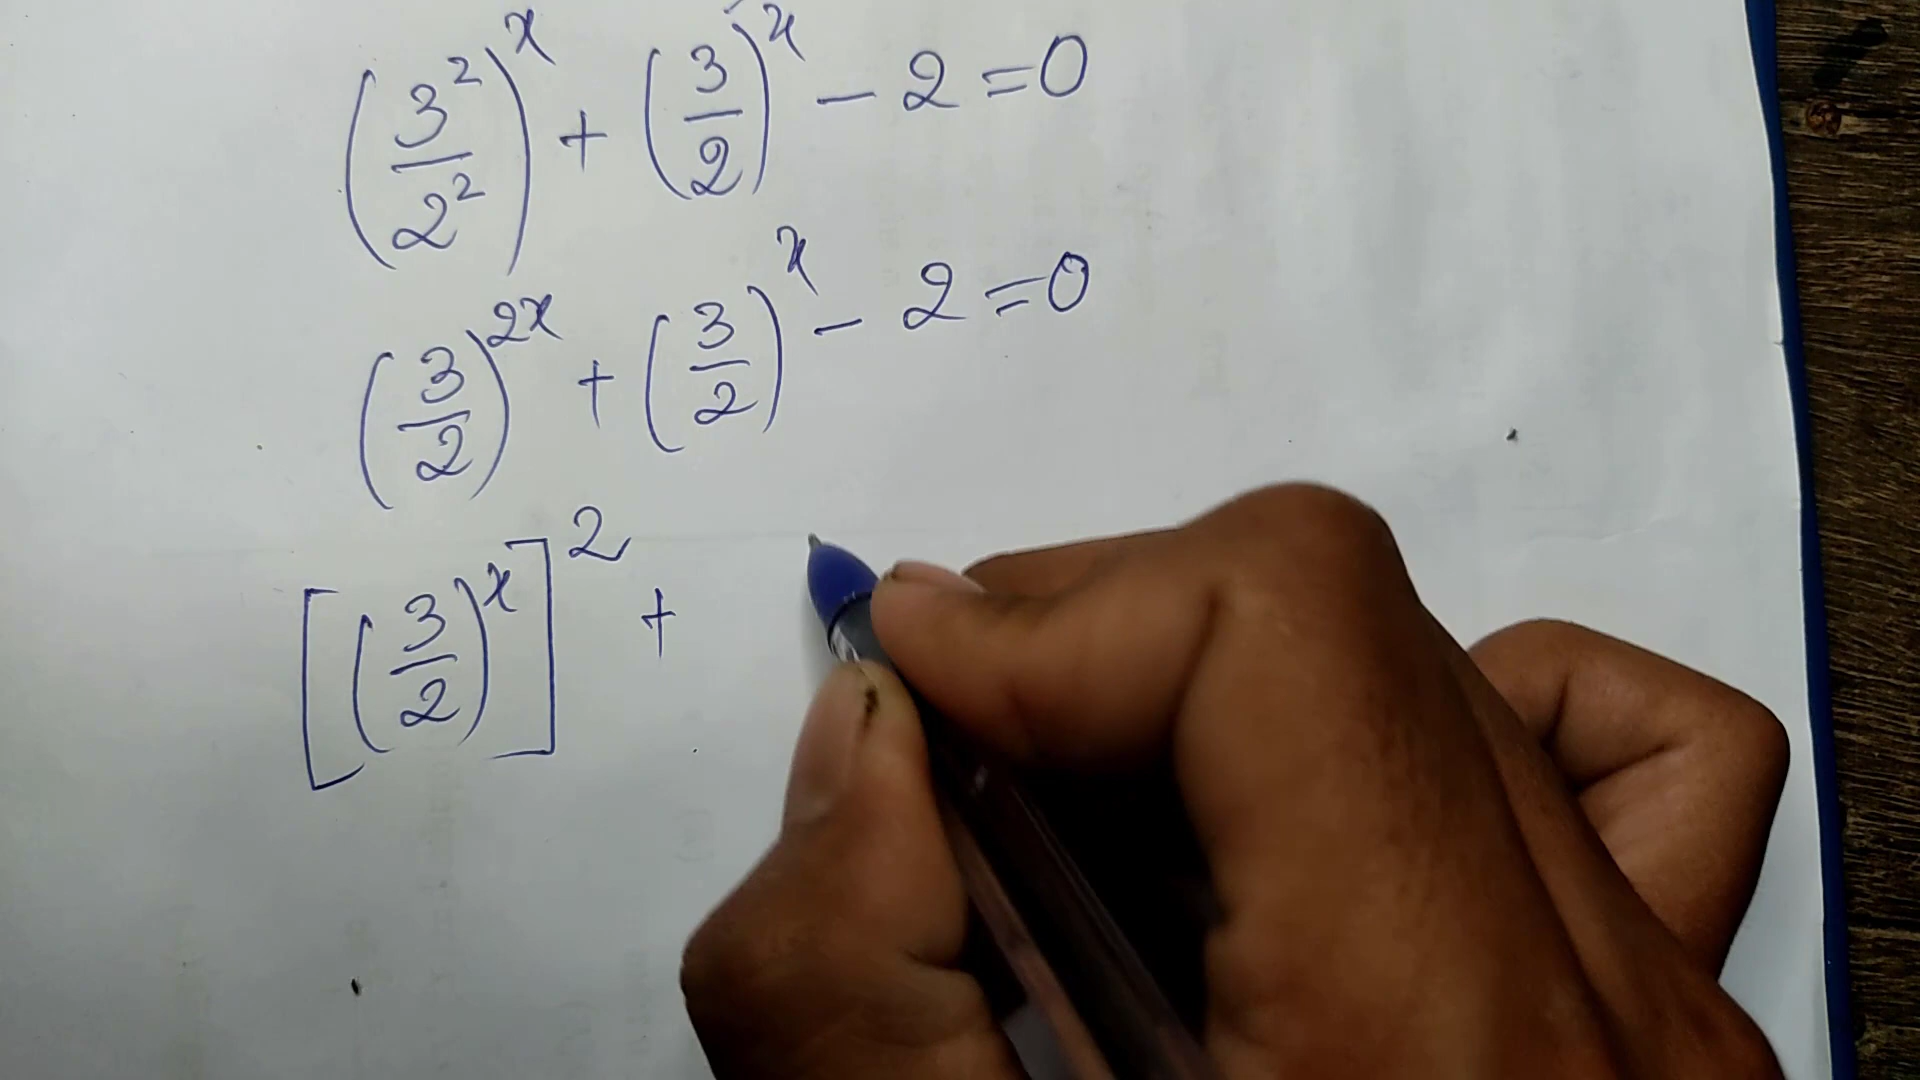 (3²/2²)ˣ + (3/2)ˣ - 2 = 0
(3/2)²ˣ + (3/2)ˣ - 2 = 0
[(3/2)ˣ]² +